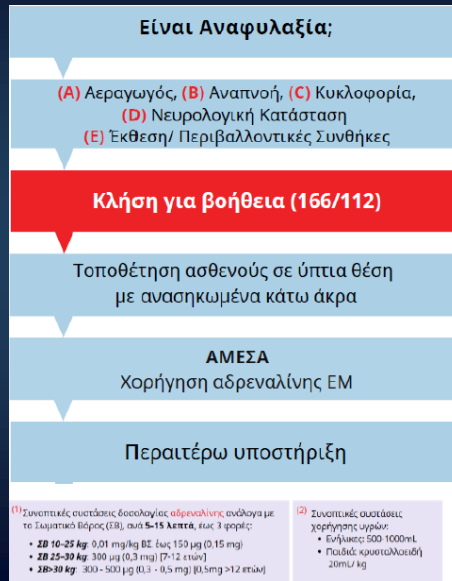 Είναι Αναφυλαξία;
(A) Αεραγωγός, (B) Αναπνοή, (C) Κυκλοφορία,
(D) Νευρολογική Κατάσταση
(E) Έκθεση/ Περιβαλλοντικές Συνθήκες
Κλήση για βοήθεια (166/112)
Τοποθέτηση ασθενούς σε ύπτια θέση
με ανασηκωμένα κάτω άκρα
ΑΜΕΣΑ
Χορήγηση αδρεναλίνης ΕΜ
Περαιτέρω υποστήριξη
(1) Συνοπτικές συστάσεις δοσολογίας αδρεναλίνης ανάλογα με
το Σωματικό Βάρος (ΣΒ), ανά 5–15 λεπτά, έως 3 φορές:
• ΣΒ 10–25 kg: 0,01 mg/kg ΒΣ έως 150 μg (0,15 mg)
• ΣΒ 25–30 kg: 300 μg (0,3 mg) [7-12 ετών]
• ΣΒ>30 kg: 300 - 500 μg (0,3 - 0,5 mg) [0,5mg >12 ετών]
(2) Συνοπτικές συστάσεις
χορήγησης υγρών:
• Ενήλικες: 500-1000mL
• Παιδιά: κρυσταλλοειδή
20mL/ kg